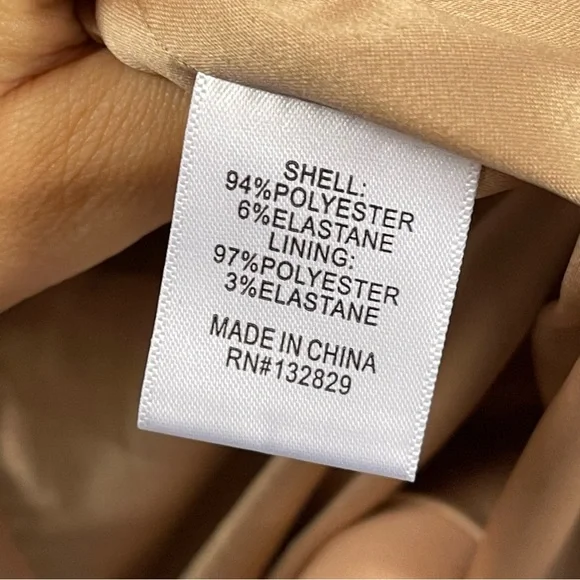 SHELL:
94%POLYESTER
6%ELASTANE
LINING:
97%POLYESTER
3%ELASTANE
MADE IN CHINA
RN#132829